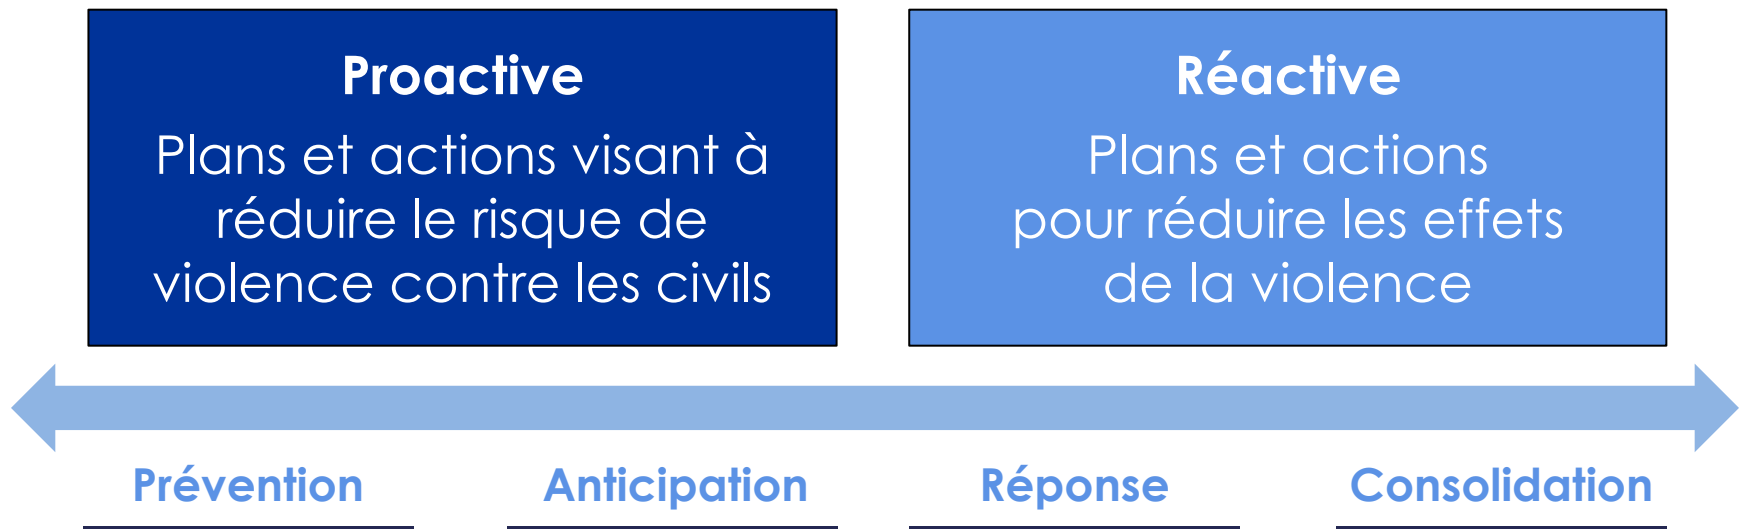 Proactive
Plans et actions visant à
réduire le risque de
violence contre les civils
Réactive
Plans et actions
pour réduire les effets
de la violence
Prévention
Anticipation
Réponse
Consolidation